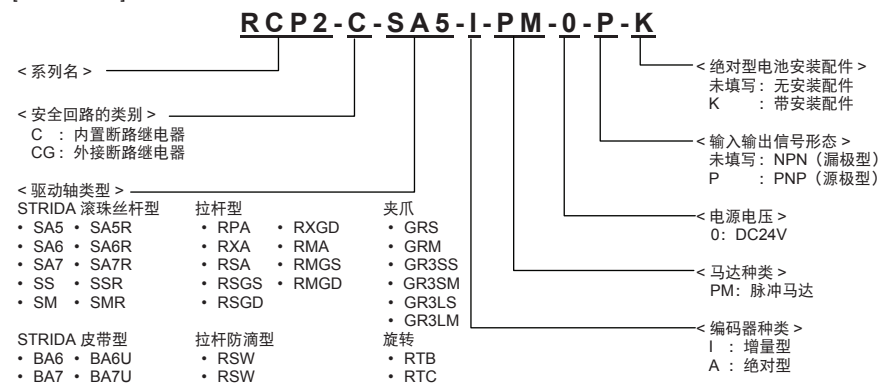 RCP2-C-SA5-I-PM-0-P-K
<系列名>
<安全回路的类别>
C : 内置断路继电器
CG: 外接断路继电器
<驱动轴类型>
STRIDA 滚珠丝杆型
• SA5 • SA5R
• SA6 • SA6R
• SA7 • SA7R
• SS • SSR
• SM • SMR
STRIDA 皮带型
• BA6 • BA6U
• BA7 • BA7U
拉杆型
• RPA • RXGD
• RXA • RMA
• RSA • RMGS
• RSGS • RMGD
• RSGD
拉杆防滴型
• RSW
• RSW
夹爪
• GRS
• GRM
• GR3SS
• GR3SM
• GR3LS
• GR3LM
旋转
• RTB
• RTC
<绝对型电池安装配件>
未填写: 无安装配件
K : 带安装配件
<输入输出信号形态>
未填写: NPN（漏极型）
P : PNP（源极型）
<电源电压>
0: DC24V
<马达种类>
PM: 脉冲马达
<编码器种类>
I : 增量型
A : 绝对型